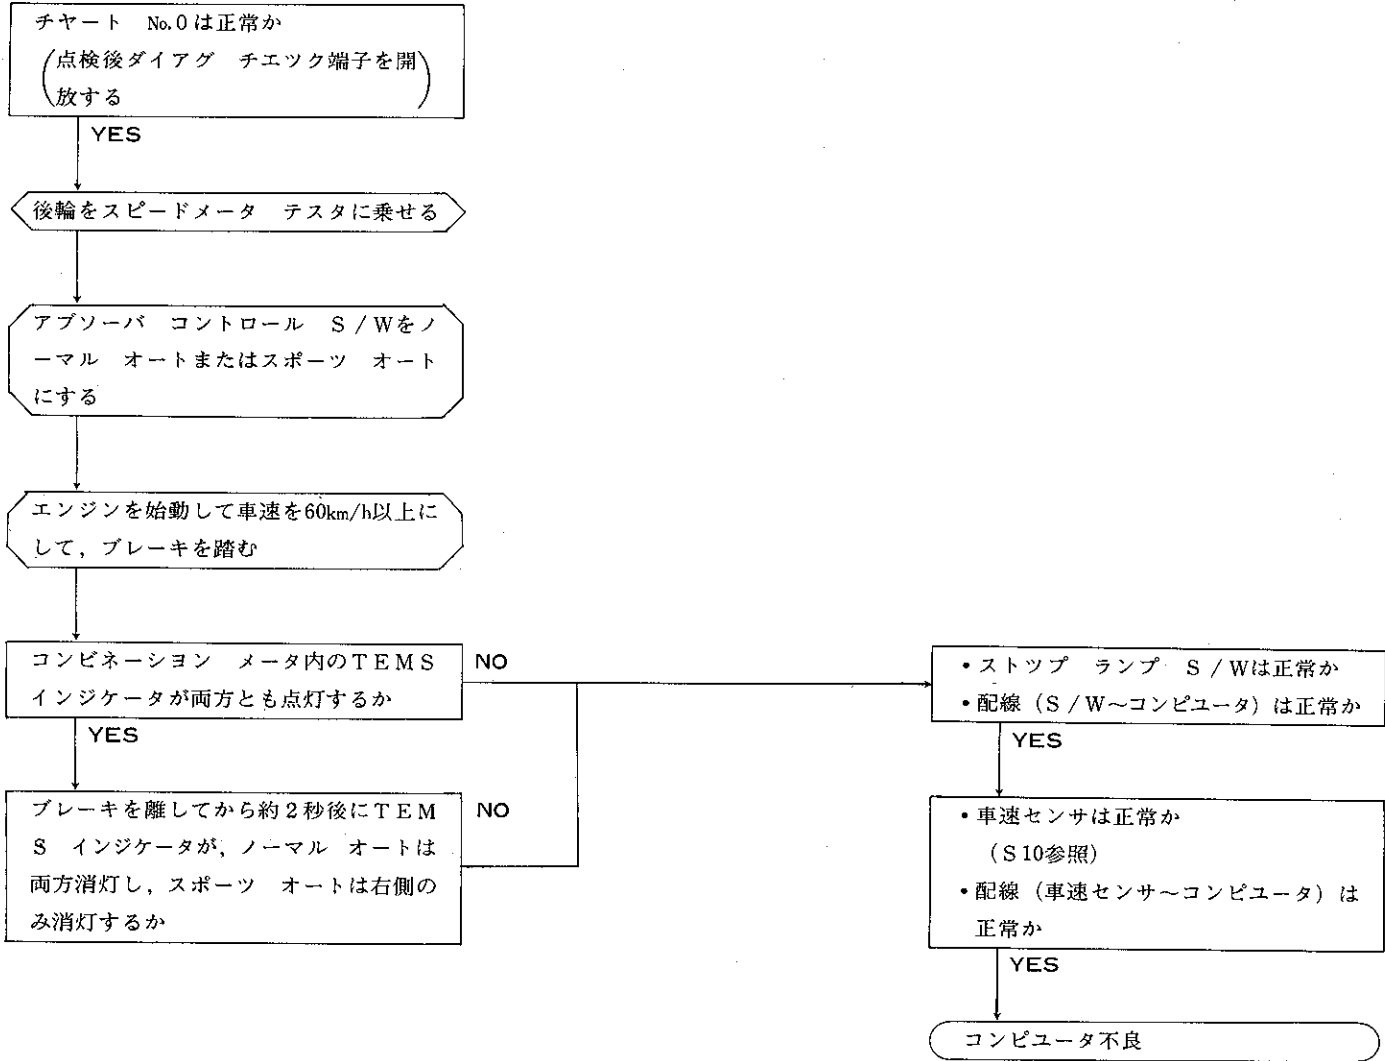 チヤート　No.0は正常か
(点検後ダイアグ　チエツク端子を開
放する)
YES
後輪をスピードメータ　テスタに乗せる
アブソーバ　コントロール　S/Wをノ
ーマル　オートまたはスポーツ　オート
にする
エンジンを始動して車速を60km/h以上に
して，ブレーキを踏む
コンビネーシヨン　メータ内のTEMS
インジケータが両方とも点灯するか
NO
YES
ブレーキを離してから約2秒後にTEM
S　インジケータが，ノーマル　オートは
両方消灯し，スポーツ　オートは右側の
み消灯するか
NO
•ストツプ　ランプ　S/Wは正常か
•配線（S/W～コンピユータ）は正常か
YES
•車速センサは正常か
（S10参照）
•配線（車速センサ～コンピユータ）は
正常か
YES
コンピユータ不良